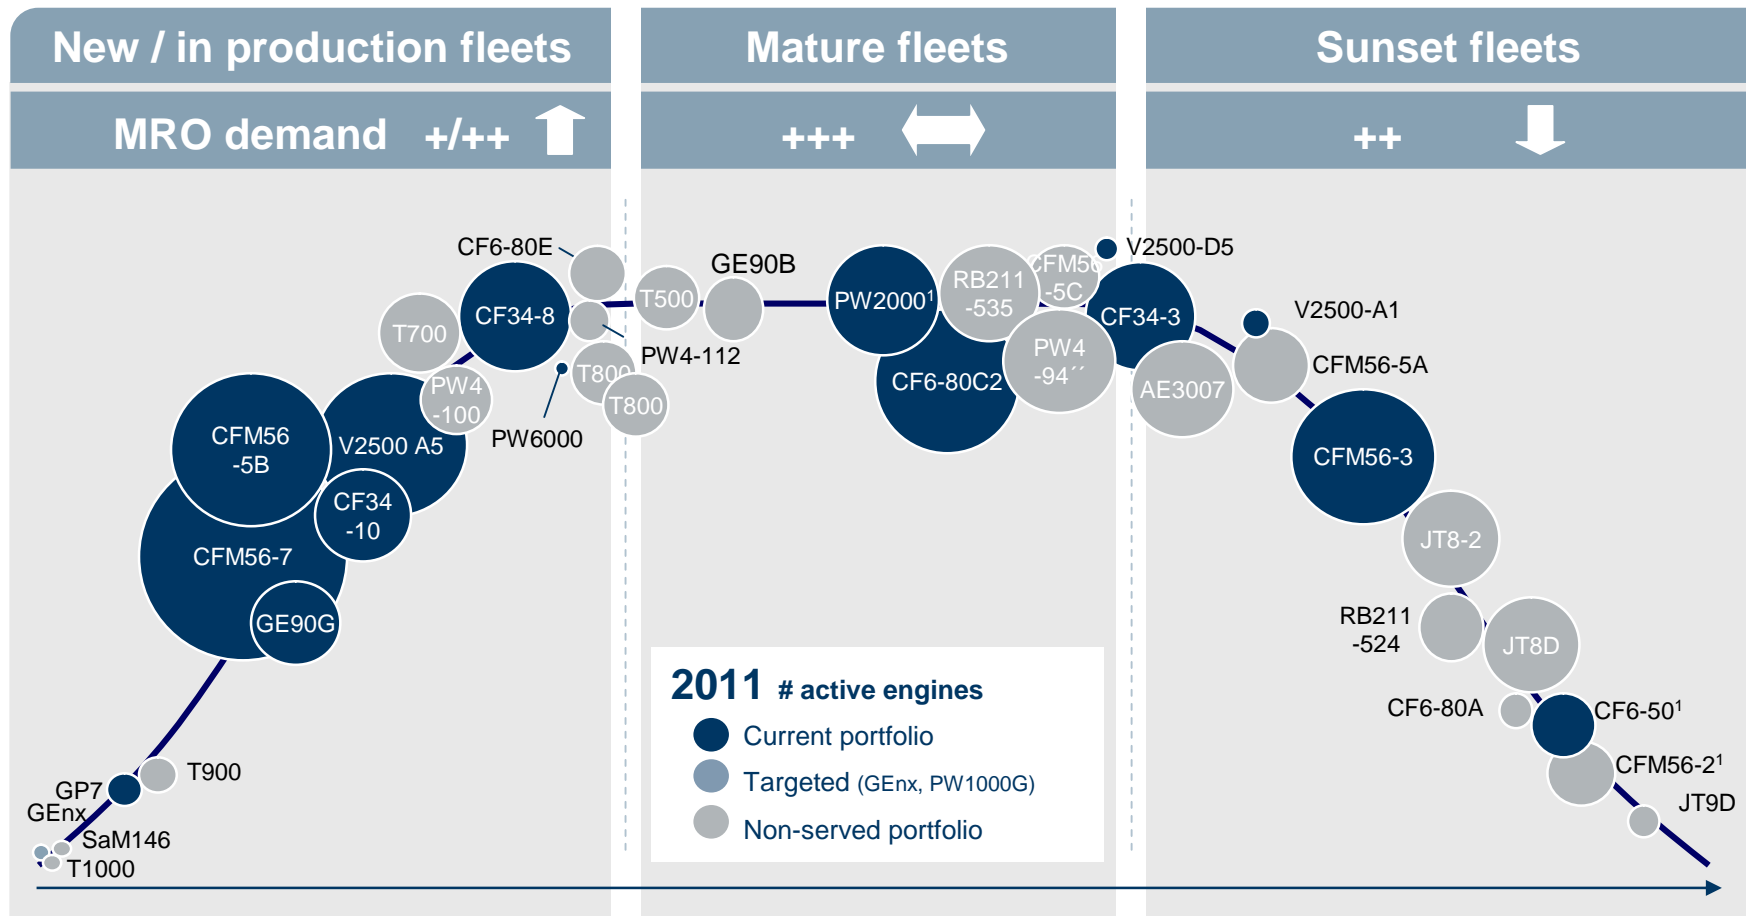 New / in production fleets
Mature fleets
Sunset fleets
MRO demand +/++
+++
++
CF6-80E
T700
CF34-8
PW4
-100
PW6000
T800
T800
PW4-112
CFM56
-5B
V2500 A5
CF34
-10
CFM56-7
GE90G
T900
GP7
GEnx
SaM146
T1000
T500
GE90B
PW2000¹
RB211
-535
CFM56
-5C
V2500-D5
CF6-80C2
PW4
-94´´
CF34-3
AE3007
V2500-A1
CFM56-5A
CFM56-3
JT8-2
RB211
-524
JT8D
CF6-80A
CF6-50¹
CFM56-2¹
JT9D
2011 # active engines
Current portfolio
Targeted (GEnx, PW1000G)
Non-served portfolio